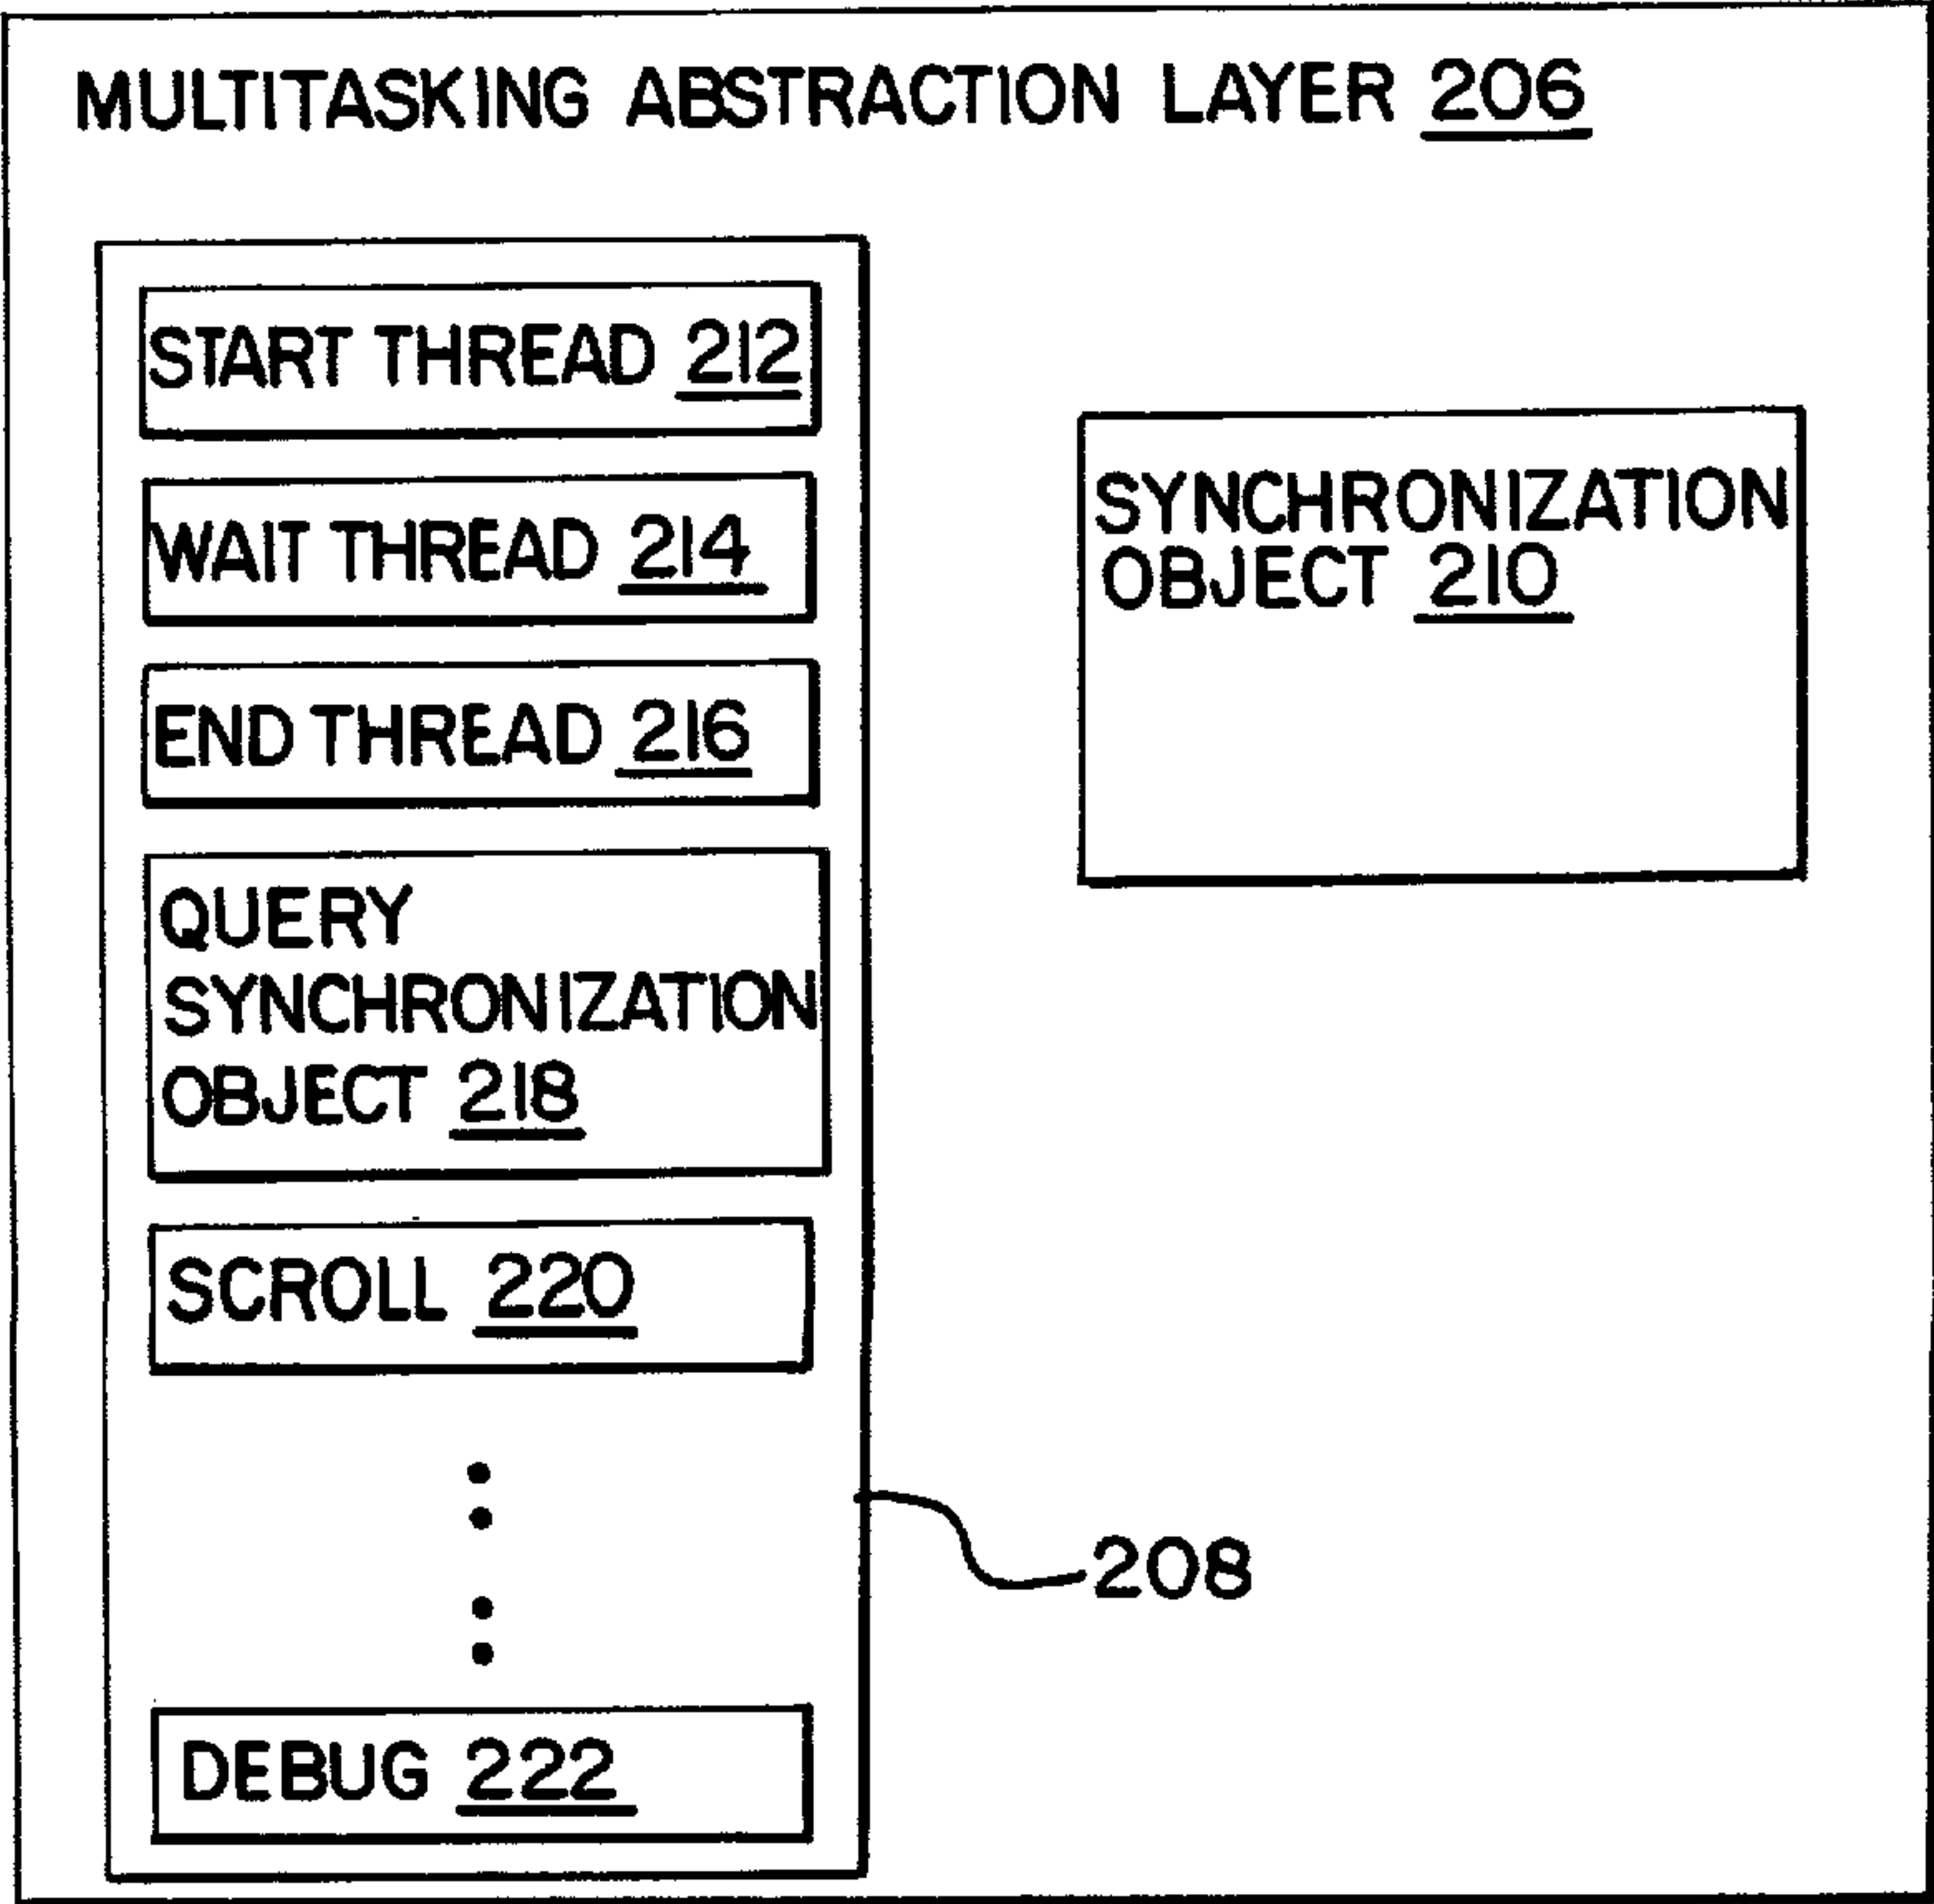 MULTITASKING ABSTRACTION LAYER 206
START THREAD 212
WAIT THREAD 214
END THREAD 216
QUERY
SYNCHRONIZATION
OBJECT 218
SCROLL 220
DEBUG 222
SYNCHRONIZATION
OBJECT 210
208